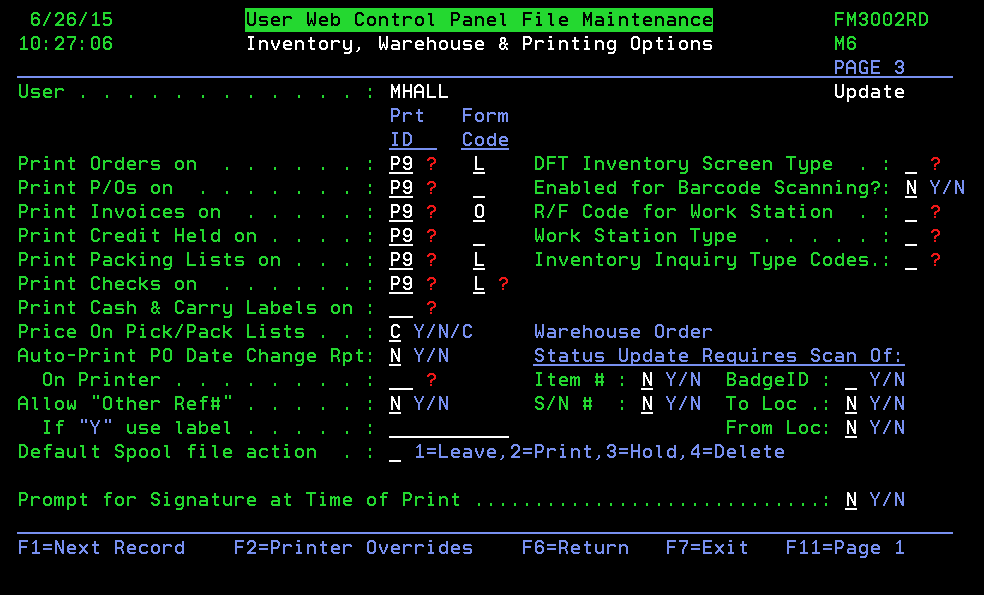 6/26/15 User Web Control Panel File Maintenance FM3002RD
10:27:06 Inventory, Warehouse & Printing Options M6
PAGE 3
User . . . . . . . . . . . . . : MHALL Update
Prt Form
ID Code
Print Orders on . . . . . . : P9 ? L DFT Inventory Screen Type . : _ ?
Print P/Os on . . . . . . . : P9 ? _ Enabled for Barcode Scanning?: N Y/N
Print Invoices on . . . . . : P9 ? O R/F Code for Work Station . : _ ?
Print Credit Held on . . . . : P9 ? _ Work Station Type . . . . . : _ ?
Print Packing Lists on . . . : P9 ? L Inventory Inquiry Type Codes.: _ ?
Print Checks on . . . . . . : P9 ? L ?
Print Cash & Carry Labels on : __ ?
Price On Pick/Pack Lists . . : C Y/N/C Warehouse Order
Auto-Print PO Date Change Rpt: N Y/N Status Update Requires Scan Of:
On Printer . . . . . . . . . : __ ? Item # : N Y/N BadgeID : _ Y/N
Allow "Other Ref#" . . . . . : N Y/N S/N # : N Y/N To Loc .: N Y/N
If "Y" use label . . . . . : __________ From Loc: N Y/N
Default Spool file action . : _ 1=Leave,2=Print,3=Hold,4=Delete
Prompt for Signature at Time of Print .............................: N Y/N
F1=Next Record F2=Printer Overrides F6=Return F7=Exit F11=Page 1